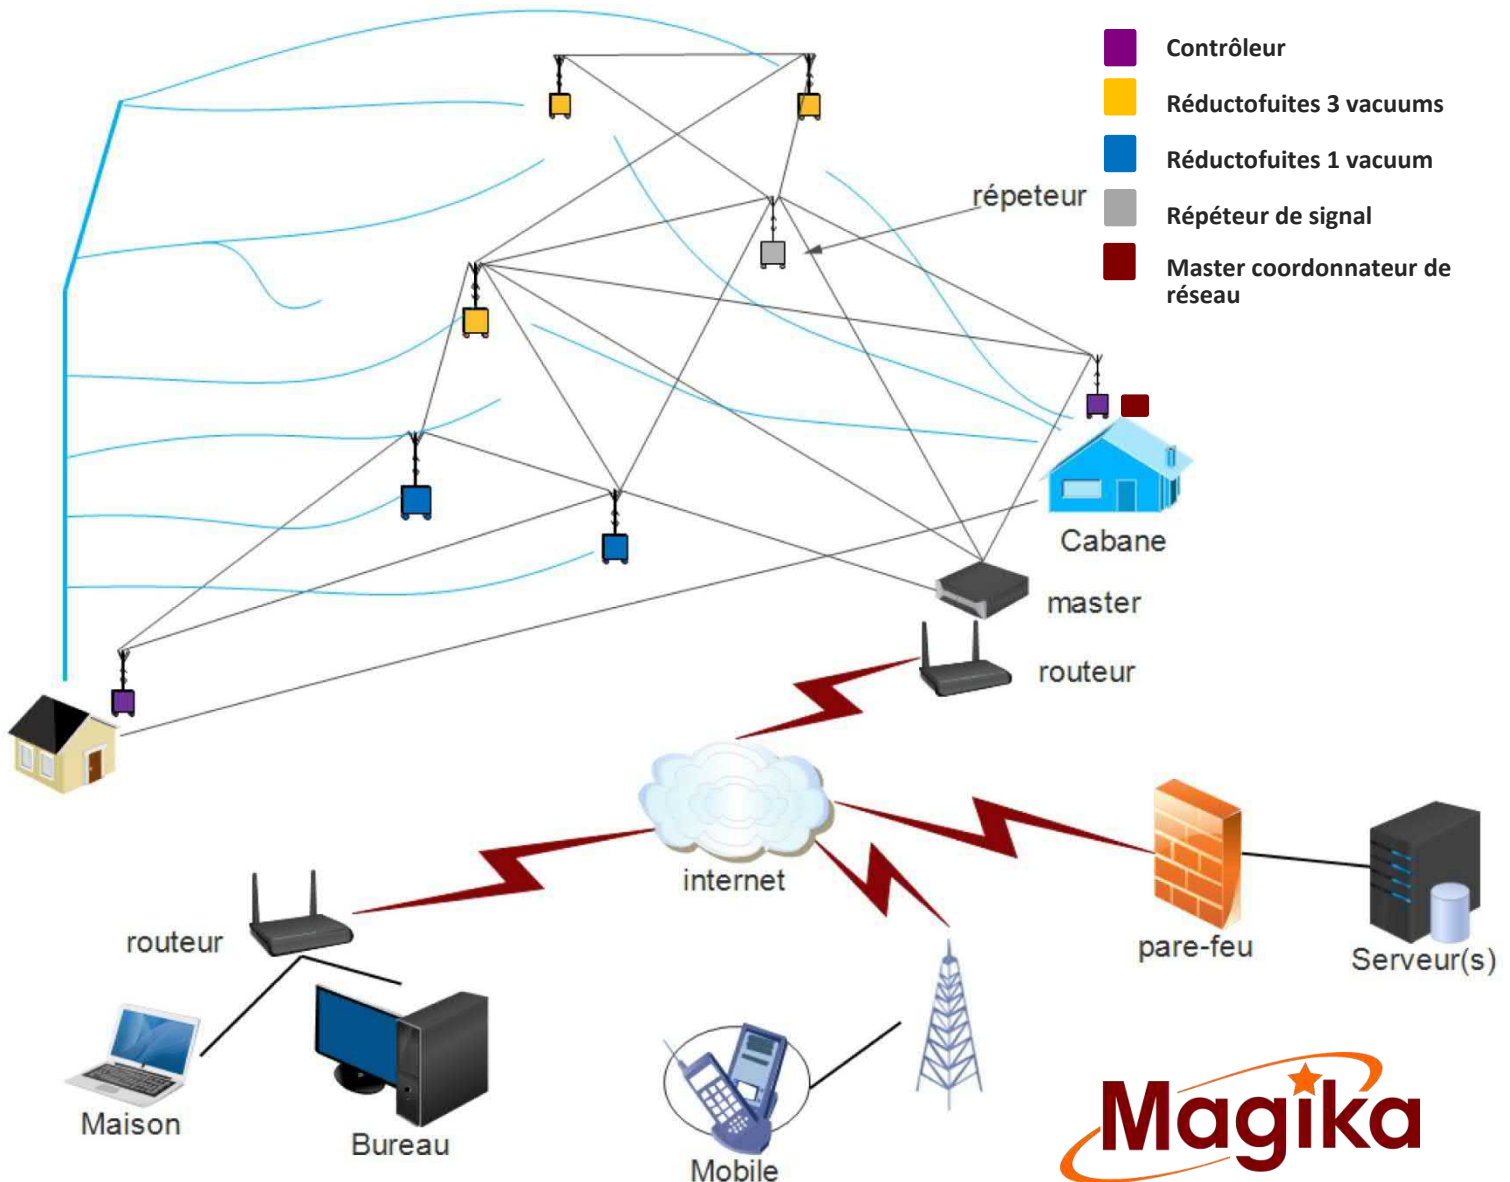 Contrôleur
Réductofuites 3 vacuums
Réductofuites 1 vacuum
répeteur
Répéteur de signal
Master coordonnateur de
réseau
Cabane
master
routeur
internet
pare-feu
Serveur(s)
routeur
Maison
Bureau
Mobile
Magika